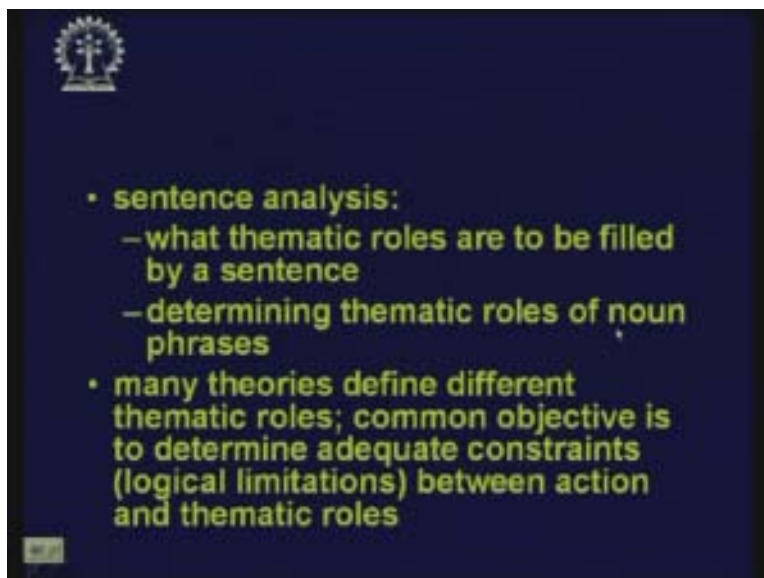 • sentence analysis:
–what thematic roles are to be filled
by a sentence
–determining thematic roles of noun
phrases
• many theories define different
thematic roles; common objective is
to determine adequate constraints
(logical limitations) between action
and thematic roles